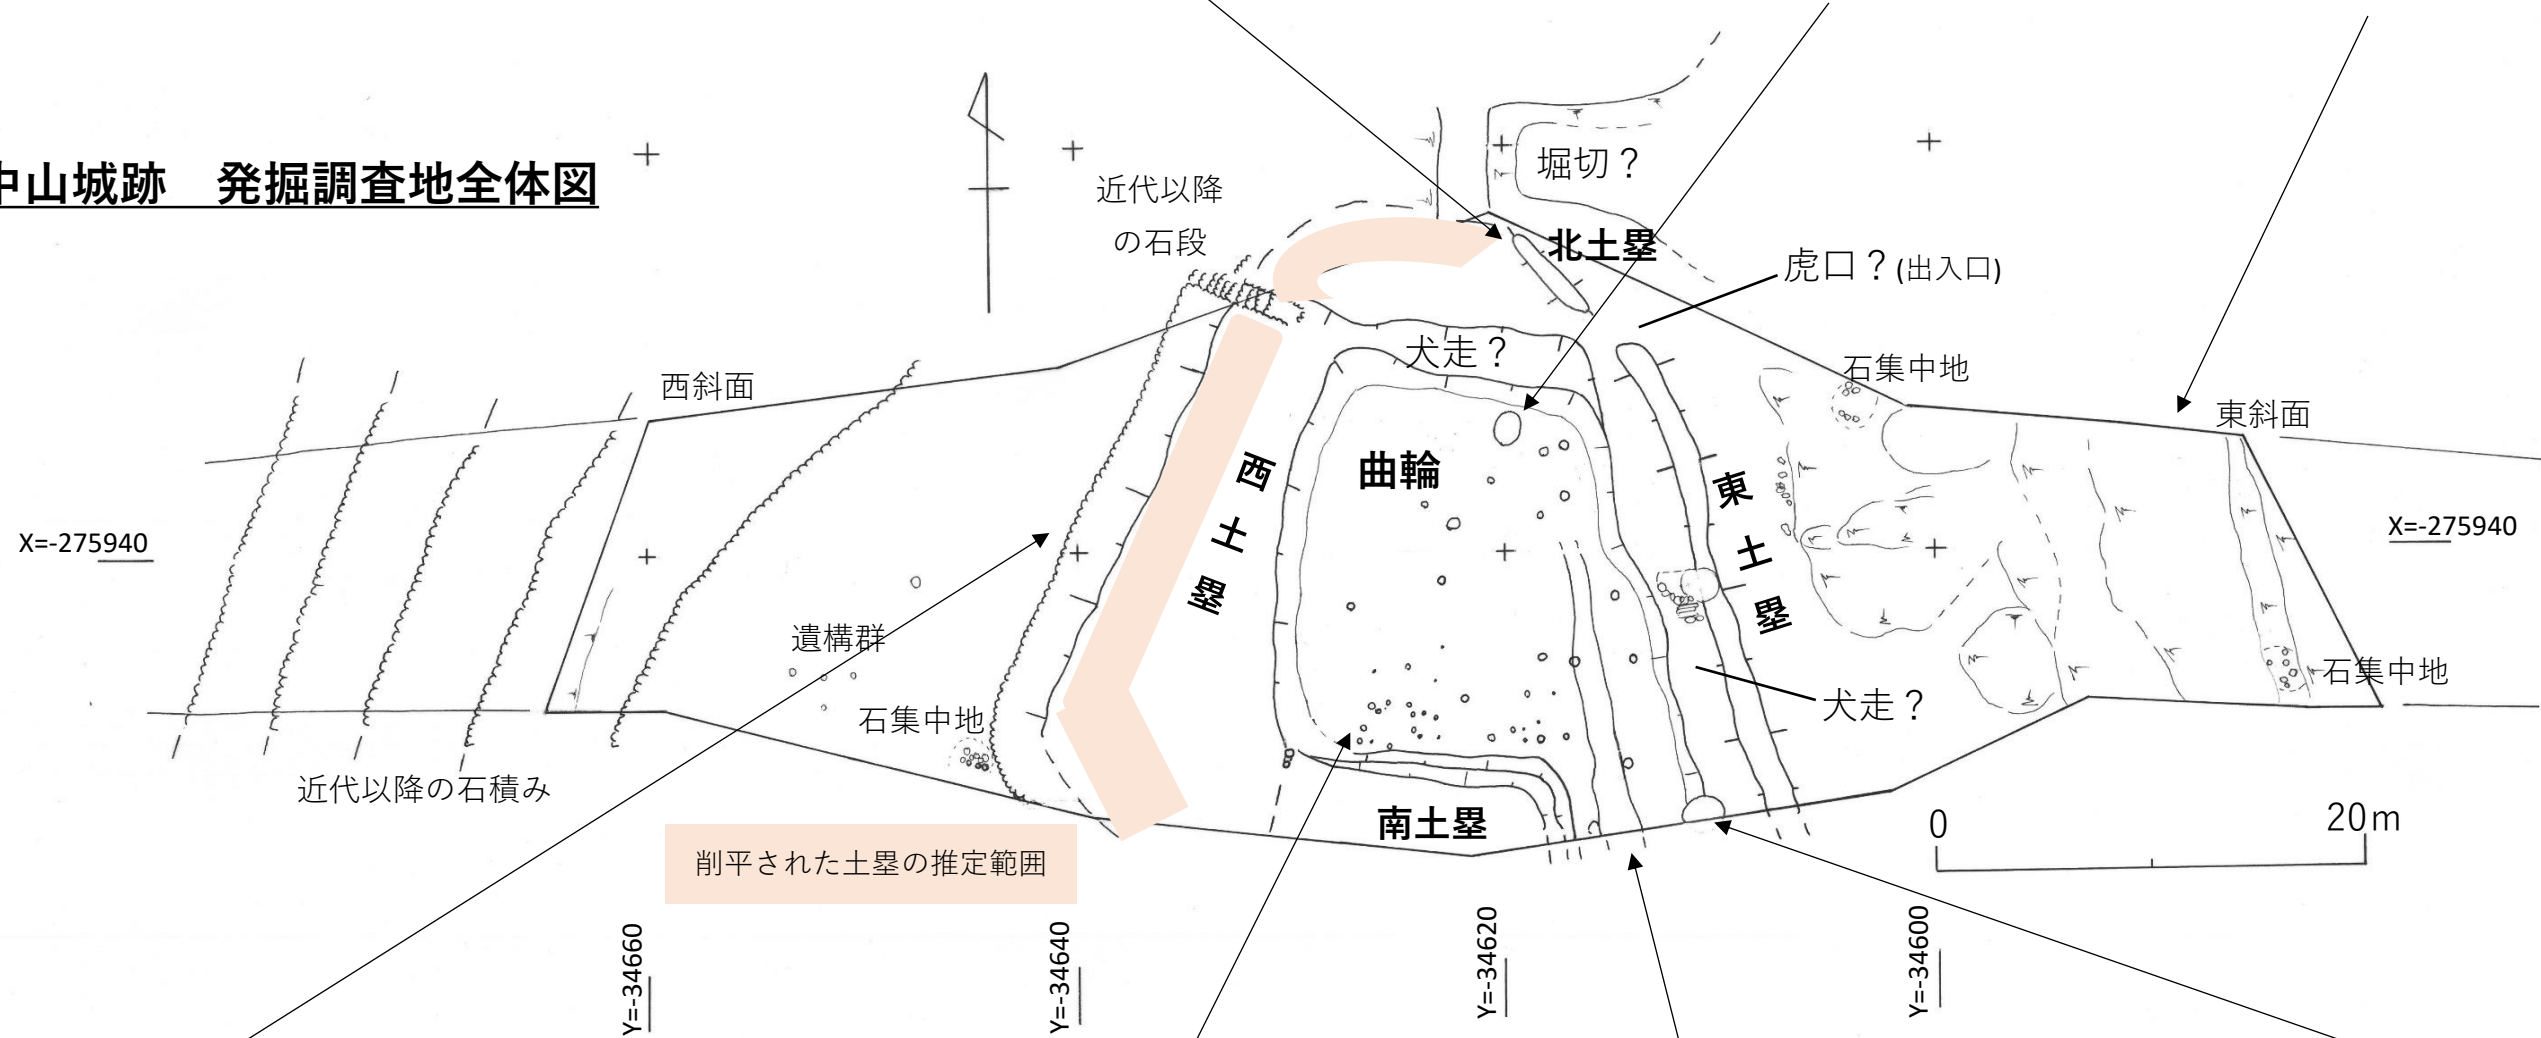 中山城跡　発掘調査地全体図
近代以降
の石段
堀切？
北土塁
虎口？(出入口)
犬走？
石集中地
西斜面
東斜面
西土塁
曲輪
東土塁
X=-275940
X=-275940
遺構群
石集中地
石集中地
犬走？
近代以降の石積み
南土塁
削平された土塁の推定範囲
0
20m
Y=-34660
Y=-34640
Y=-34620
Y=-34600